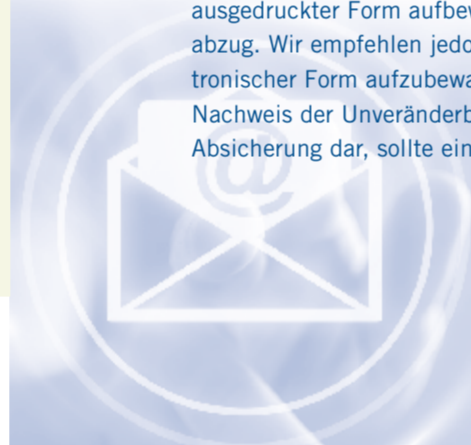 ausgedruckter Form aufbew
abzug. Wir empfehlen jedo
tronischer Form aufzubewa
Nachweis der Unveränderb
Absicherung dar, sollte ein
@